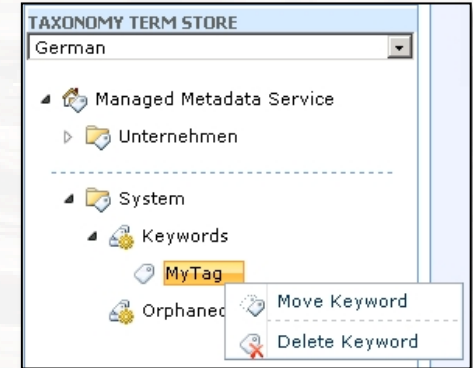 TAXONOMY TERM STORE
German
Managed Metadata Service
Unternehmen
System
Keywords
MyTag
Move Keyword
Delete Keyword